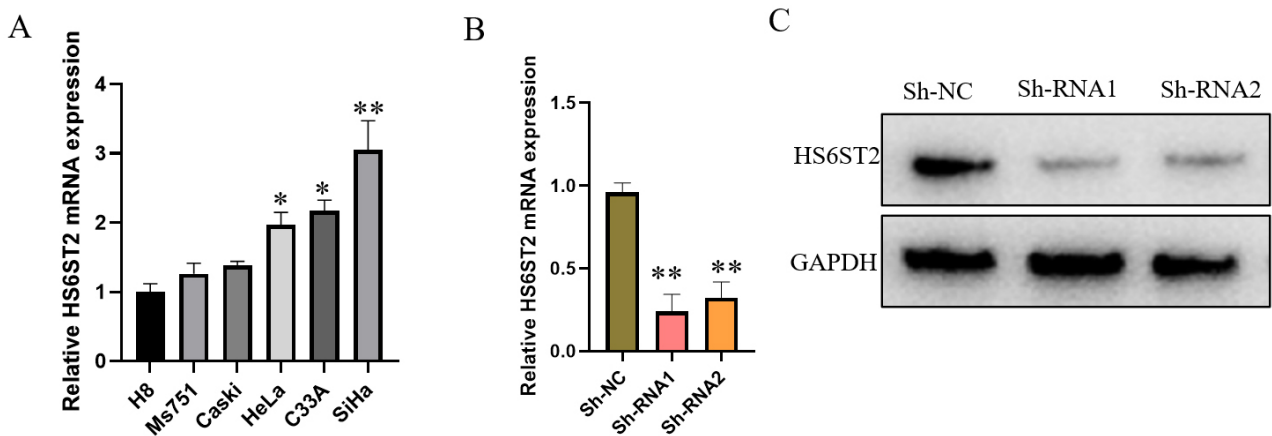 A
Relative HS6ST2 mRNA expression
4
3
2
1
0
*
*
**
H8
Ms751
Caski
HeLa
C33A
SiHa
B
Relative HS6ST2 mRNA expression
1.5
1.0
0.5
0.0
**
**
Sh-NC
Sh-RNA1
Sh-RNA2
C
Sh-NC Sh-RNA1 Sh-RNA2
HS6ST2
GAPDH